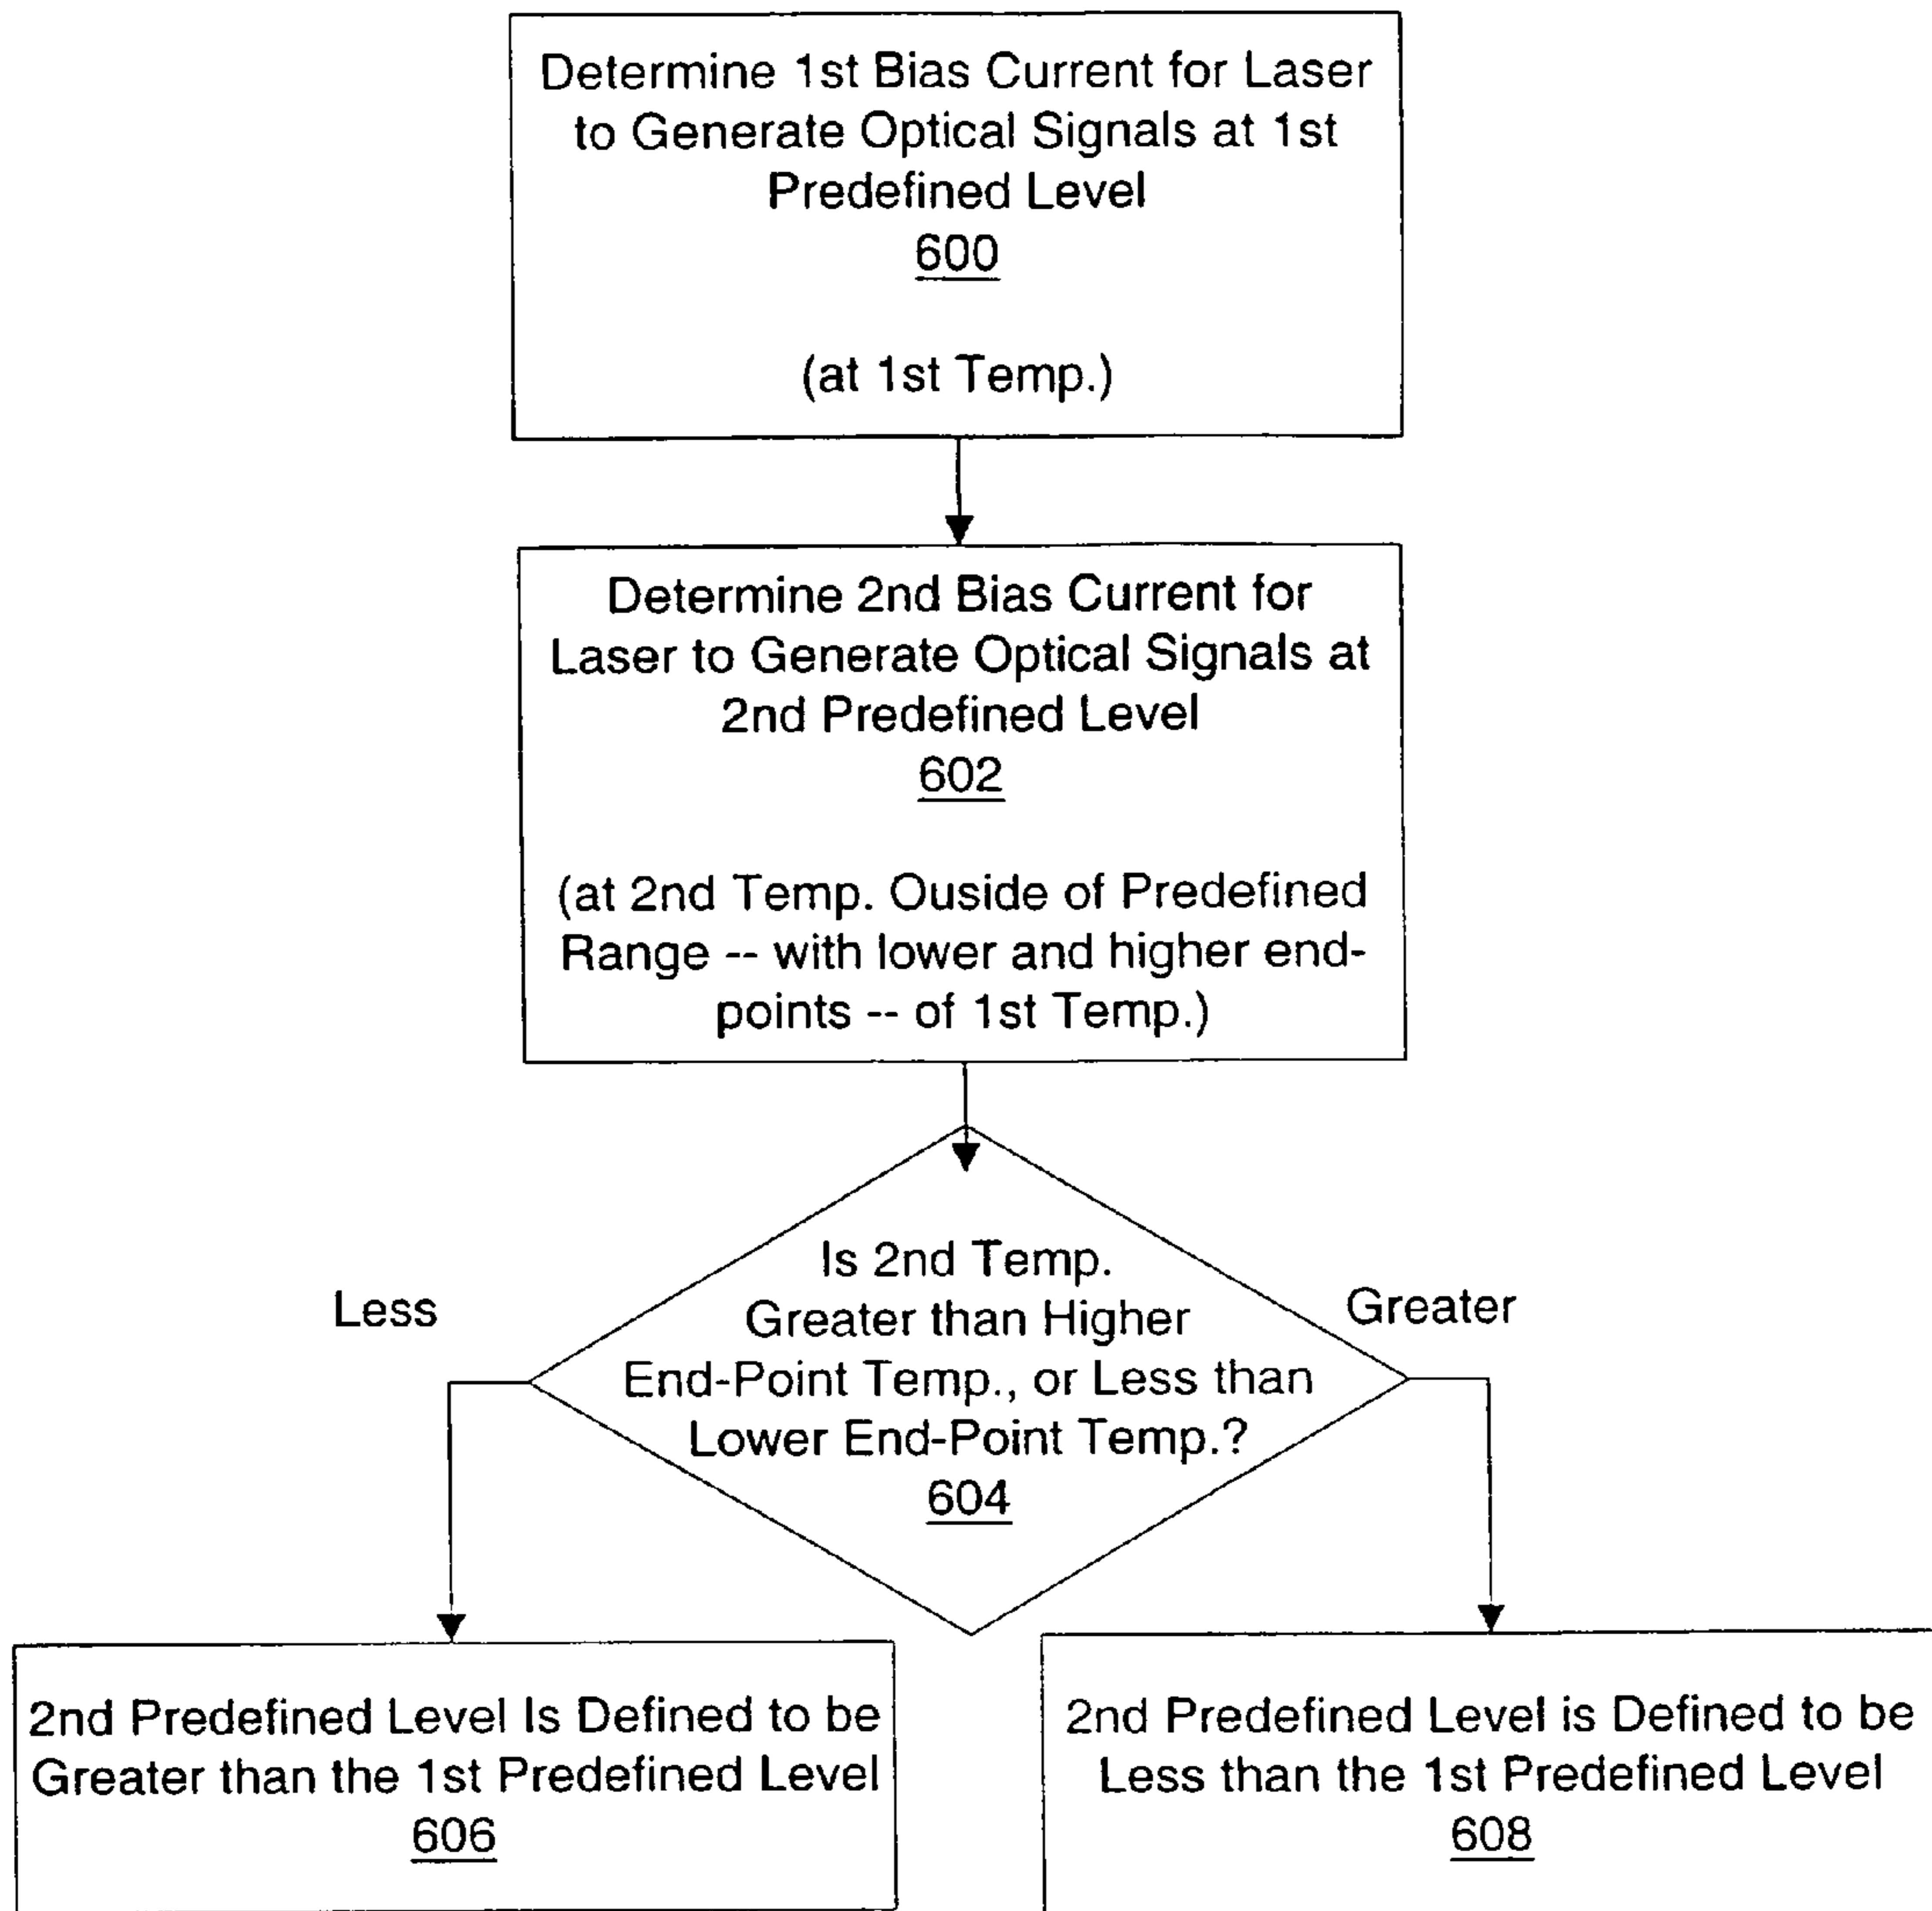 Determine 1st Bias Current for Laser
to Generate Optical Signals at 1st
Predefined Level
600
(at 1st Temp.)
Determine 2nd Bias Current for
Laser to Generate Optical Signals at
2nd Predefined Level
602
(at 2nd Temp. Ouside of Predefined
Range -- with lower and higher end-
points -- of 1st Temp.)
Is 2nd Temp.
Greater than Higher
End-Point Temp., or Less than
Lower End-Point Temp.?
604
Less
Greater
2nd Predefined Level Is Defined to be
Greater than the 1st Predefined Level
606
2nd Predefined Level is Defined to be
Less than the 1st Predefined Level
608